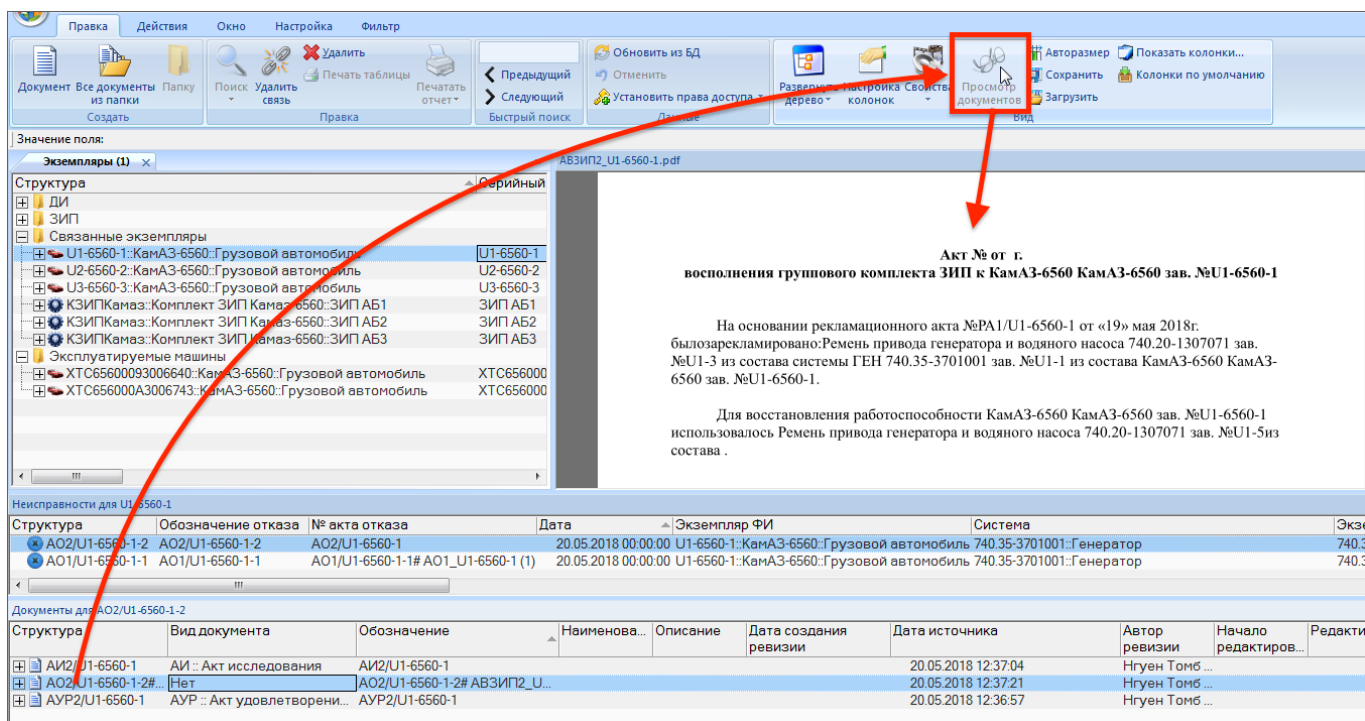 Правка Действия Окно Настройка Фильтр
Удалить Обновить из БД Авторазмер Показать колонки...
Печать таблицы Предыдущий Отменить Сохранить Колонки по умолчанию
Документ Все документы из папки Папку Поиск Удалить связь Печатать отчет Следующий Установить права доступа Развернуть дерево Настройка колонок Свойства Просмотр документов Загрузить
Создать Правка Быстрый поиск Данные Вид
Значение поля:
Экземпляры (1)
Структура Серийный
ДИ
ЗИП
Связанные экземпляры
U1-6560-1::КамАЗ-6560::Грузовой автомобиль U1-6560-1
U2-6560-2::КамАЗ-6560::Грузовой автомобиль U2-6560-2
U3-6560-3::КамАЗ-6560::Грузовой автомобиль U3-6560-3
КЗИПКамаз::Комплект ЗИП Камаз-6560::ЗИП АБ1 ЗИП АБ1
КЗИПКамаз::Комплект ЗИП Камаз-6560::ЗИП АБ2 ЗИП АБ2
КЗИПКамаз::Комплект ЗИП Камаз-6560::ЗИП АБ3 ЗИП АБ3
Эксплуатируемые машины
XTC65600093006640::КамАЗ-6560::Грузовой автомобиль XTC656000
XTC656000A3006743::КамАЗ-6560::Грузовой автомобиль XTC656000
АВЗИП2_U1-6560-1.pdf
Акт № от г.
восполнения группового комплекта ЗИП к КамАЗ-6560 КамАЗ-6560 зав. №U1-6560-1
На основании рекламационного акта №РА1/U1-6560-1 от «19» мая 2018г.
былозарекламировано:Ремень привода генератора и водяного насоса 740.20-1307071 зав.
№U1-3 из состава системы ГЕН 740.35-3701001 зав. №U1-1 из состава КамАЗ-6560 КамАЗ-
6560 зав. №U1-6560-1.
Для восстановления работоспособности КамАЗ-6560 КамАЗ-6560 зав. №U1-6560-1
использовалось Ремень привода генератора и водяного насоса 740.20-1307071 зав. №U1-5из
состава .
Неисправности для U1-6560-1
Структура Обозначение отказа № акта отказа Дата Экземпляр ФИ Система Экзе
АО2/U1-6560-1-2 АО2/U1-6560-1-2 АО2/U1-6560-1 20.05.2018 00:00:00 U1-6560-1::КамАЗ-6560::Грузовой автомобиль 740.35-3701001::Генератор 740.3
АО1/U1-6560-1-1 АО1/U1-6560-1-1 АО1/U1-6560-1-1# АО1_U1-6560-1 (1) 20.05.2018 00:00:00 U1-6560-1::КамАЗ-6560::Грузовой автомобиль 740.35-3701001::Генератор 740.3
Документы для АО2/U1-6560-1-2
Структура Вид документа Обозначение Наименова... Описание Дата создания ревизии Дата источника Автор ревизии Начало редактиров... Редакти
АИ2/U1-6560-1 АИ :: Акт исследования АИ2/U1-6560-1 20.05.2018 12:37:04 Нгуен Томб ...
АО2/U1-6560-1-2#... Нет АО2/U1-6560-1-2# АВЗИП2_U... 20.05.2018 12:37:21 Нгуен Томб ...
АУР2/U1-6560-1 АУР :: Акт удовлетворени... АУР2/U1-6560-1 20.05.2018 12:36:57 Нгуен Томб ...